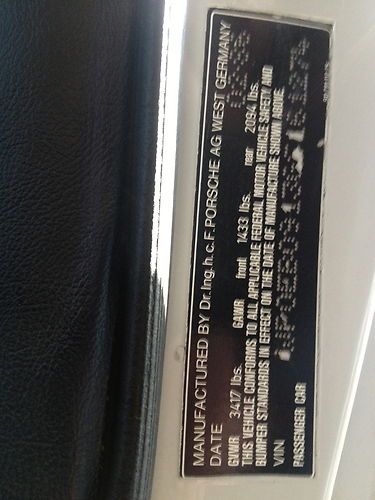 MANUFACTURED BY Dr.Ing.h.c.F.PORSCHE AG WEST GERMANY
DATE
GVWR 3417 lbs. GAWR front 1433 lbs. rear 2094 lbs.
THIS VEHICLE CONFORMS TO ALL APPLICABLE FEDERAL MOTOR VEHICLE SAFETY AND
BUMPER STANDARDS IN EFFECT ON THE DATE OF MANUFACTURE SHOWN ABOVE
VIN
PASSENGER CAR